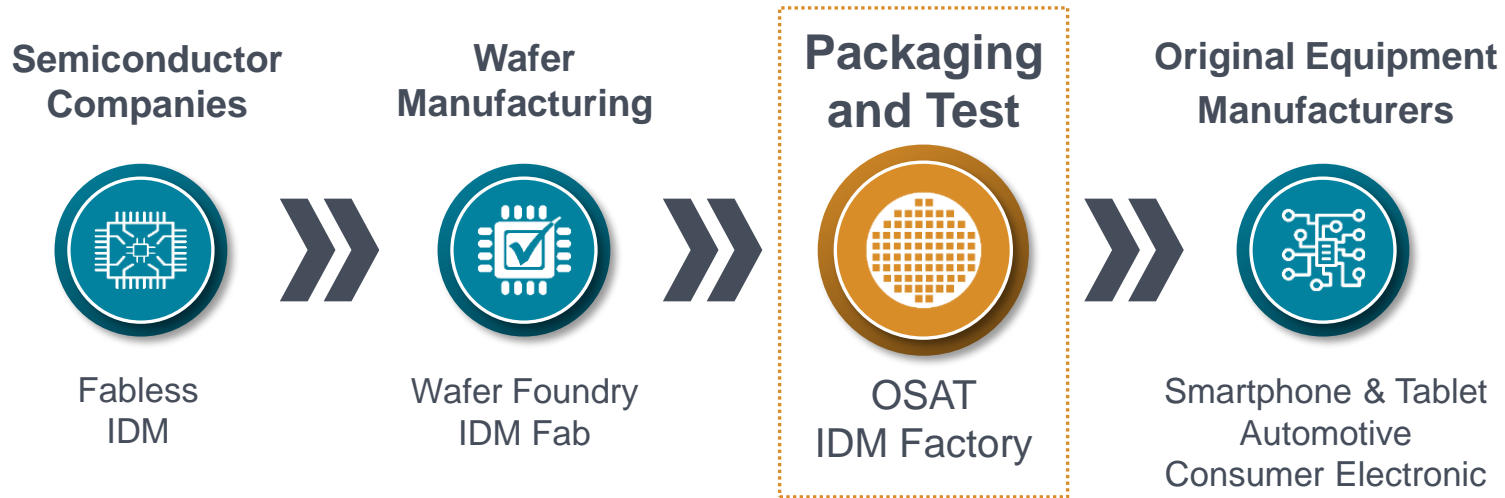 Semiconductor
Companies
Fabless
IDM
Wafer
Manufacturing
Wafer Foundry
IDM Fab
Packaging
and Test
OSAT
IDM Factory
Original Equipment
Manufacturers
Smartphone & Tablet
Automotive
Consumer Electronic